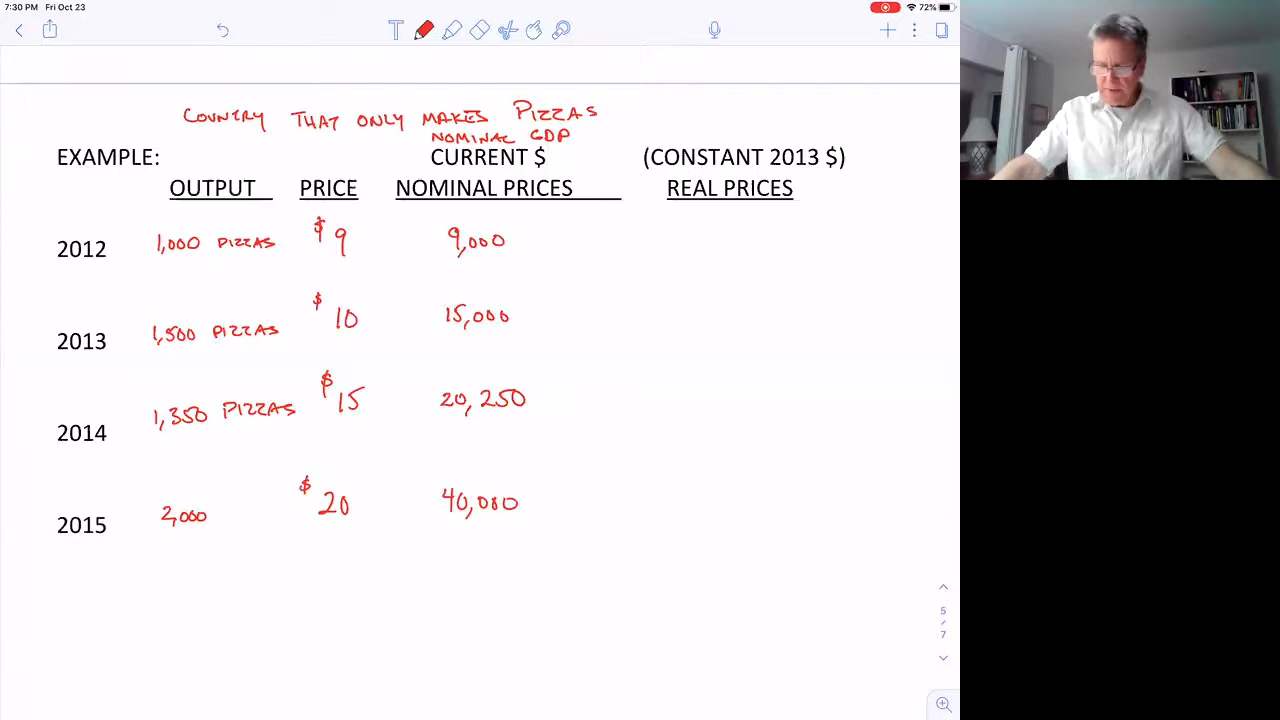 7:30 PM Fri Oct 23
72%
COUNTRY THAT ONLY MAKES PIZZAS
NOMINAL GDP
EXAMPLE: CURRENT $ (CONSTANT 2013 $)
OUTPUT PRICE NOMINAL PRICES REAL PRICES
2012 1,000 PIZZAS $9 9,000
2013 1,500 PIZZAS $10 15,000
2014 1,350 PIZZAS $15 20,250
2015 2,000 $20 40,000
5
/
7